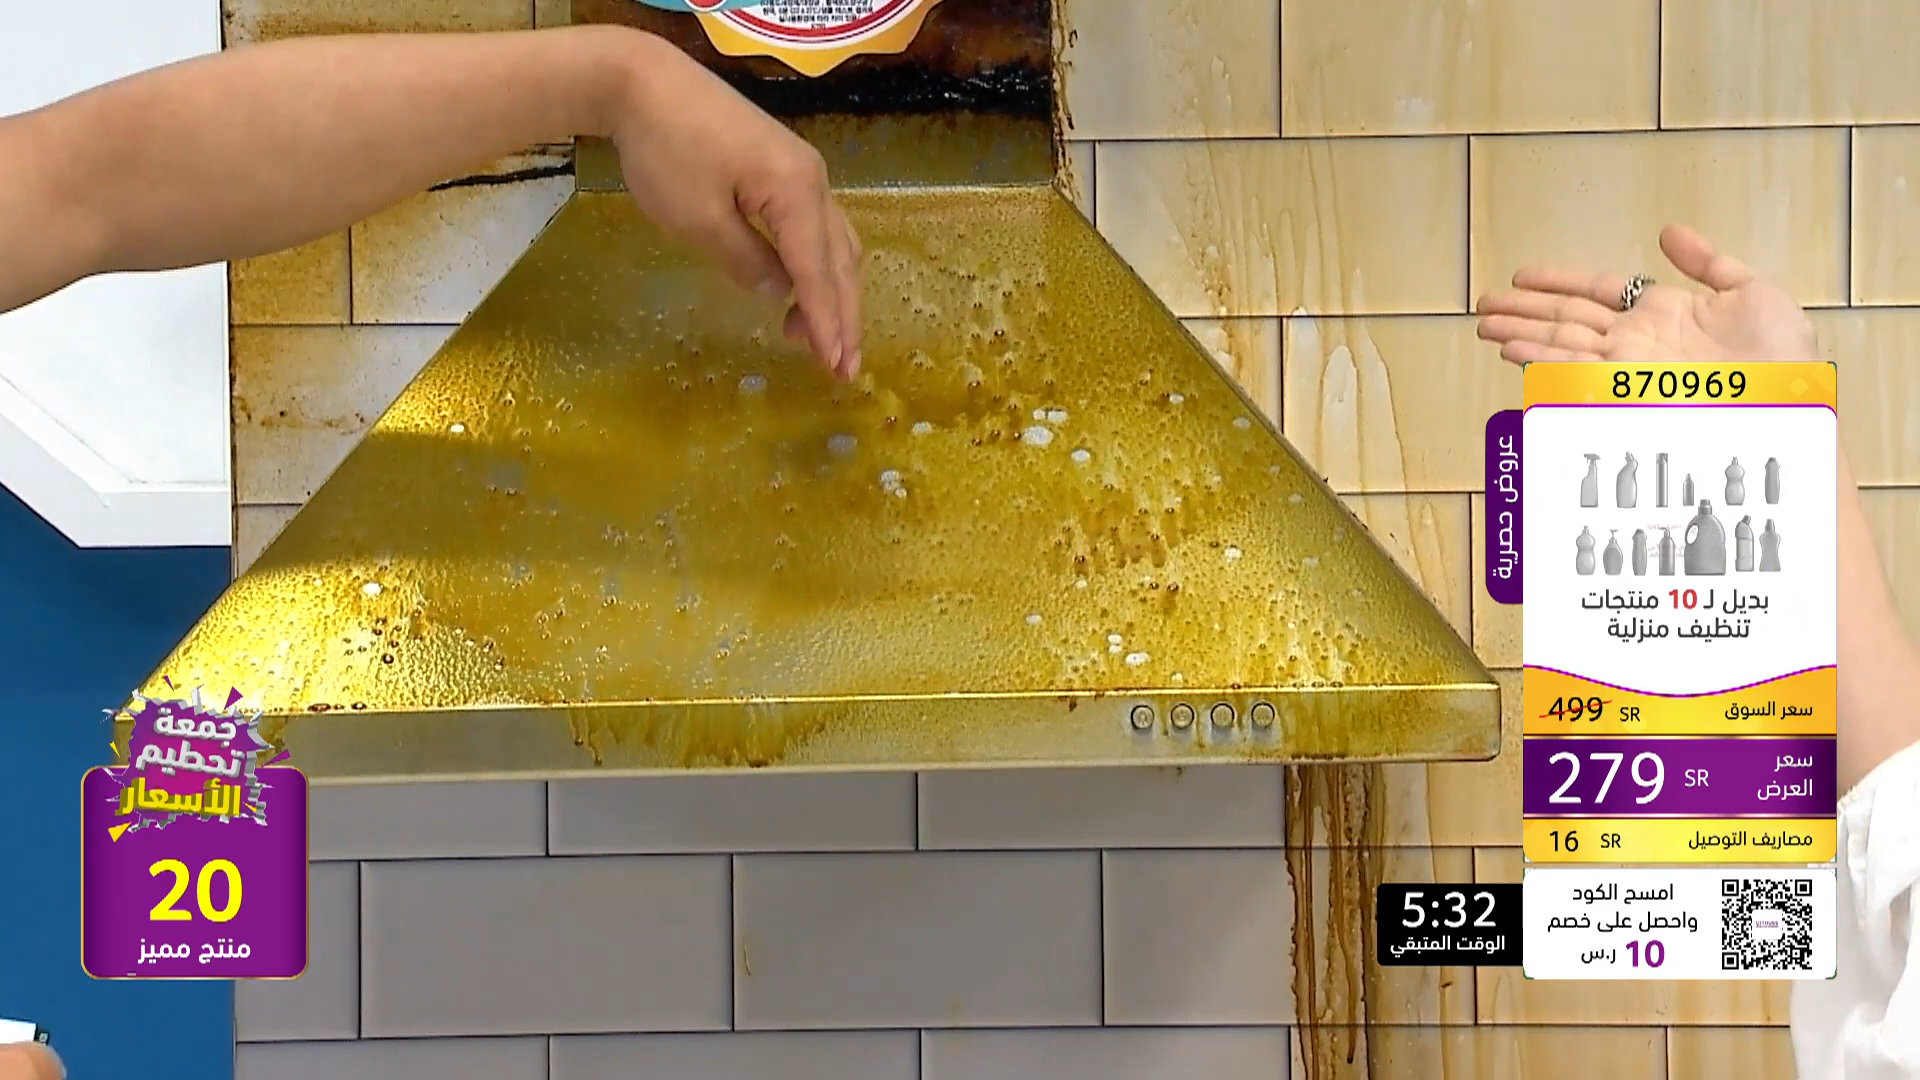 870969
عروض حصرية
بديل لـ 10 منتجات
تنظيف منزلية
سعر السوق
499 SR
سعر
العرض
279 SR
مصاريف التوصيل
16 SR
امسح الكود
واحصل على خصم
10 ر.س
5:32
الوقت المتبقي
جمعة
تحطيم
الأسعار
20
منتج مميز